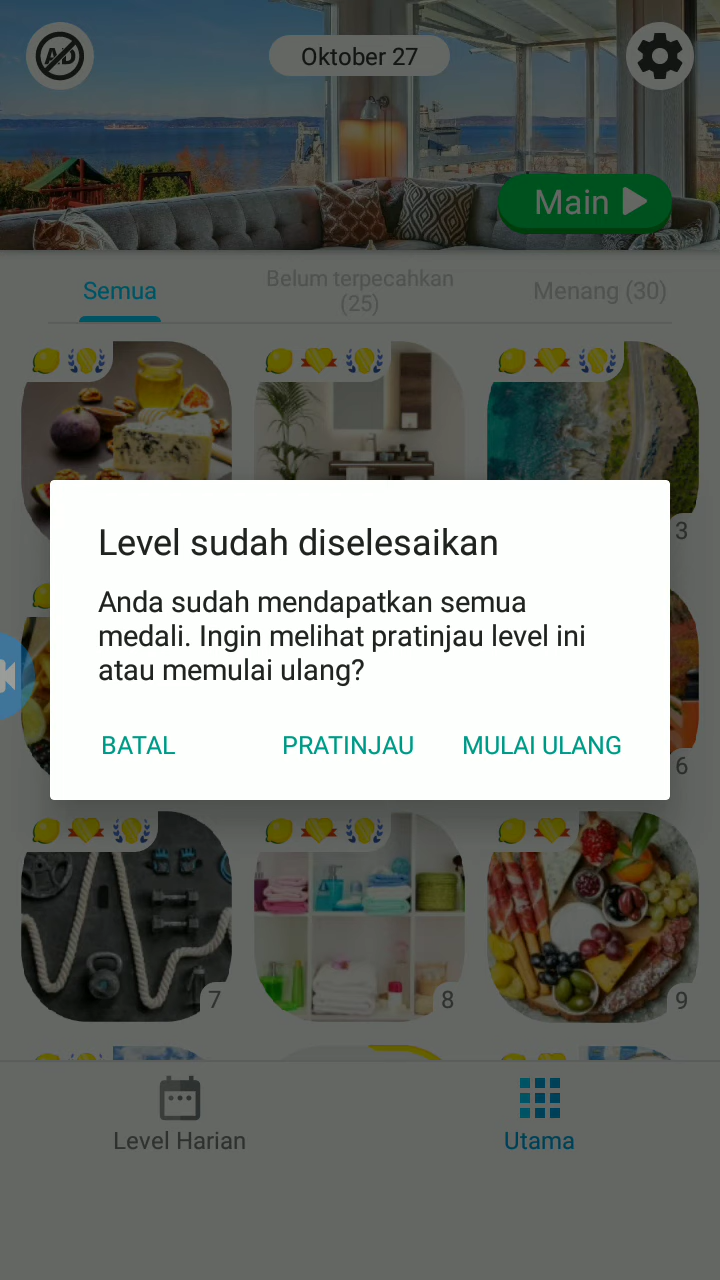 AD
Oktober 27
Main
Semua
Belum terpecahkan
(25)
Menang (30)
3
Level sudah diselesaikan
Anda sudah mendapatkan semua
medali. Ingin melihat pratinjau level ini
atau memulai ulang?
BATAL
PRATINJAU
MULAI ULANG
6
7
8
9
Level Harian
Utama